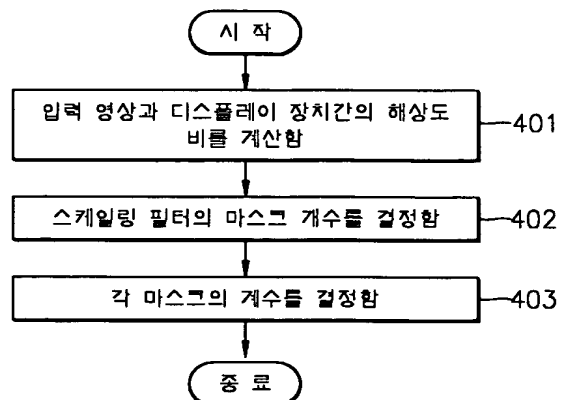 시 작
입력 영상과 디스플레이 장치간의 해상도
비를 계산함
401
스케일링 필터의 마스크 개수를 결정함
402
각 마스크의 계수를 결정함
403
종 료